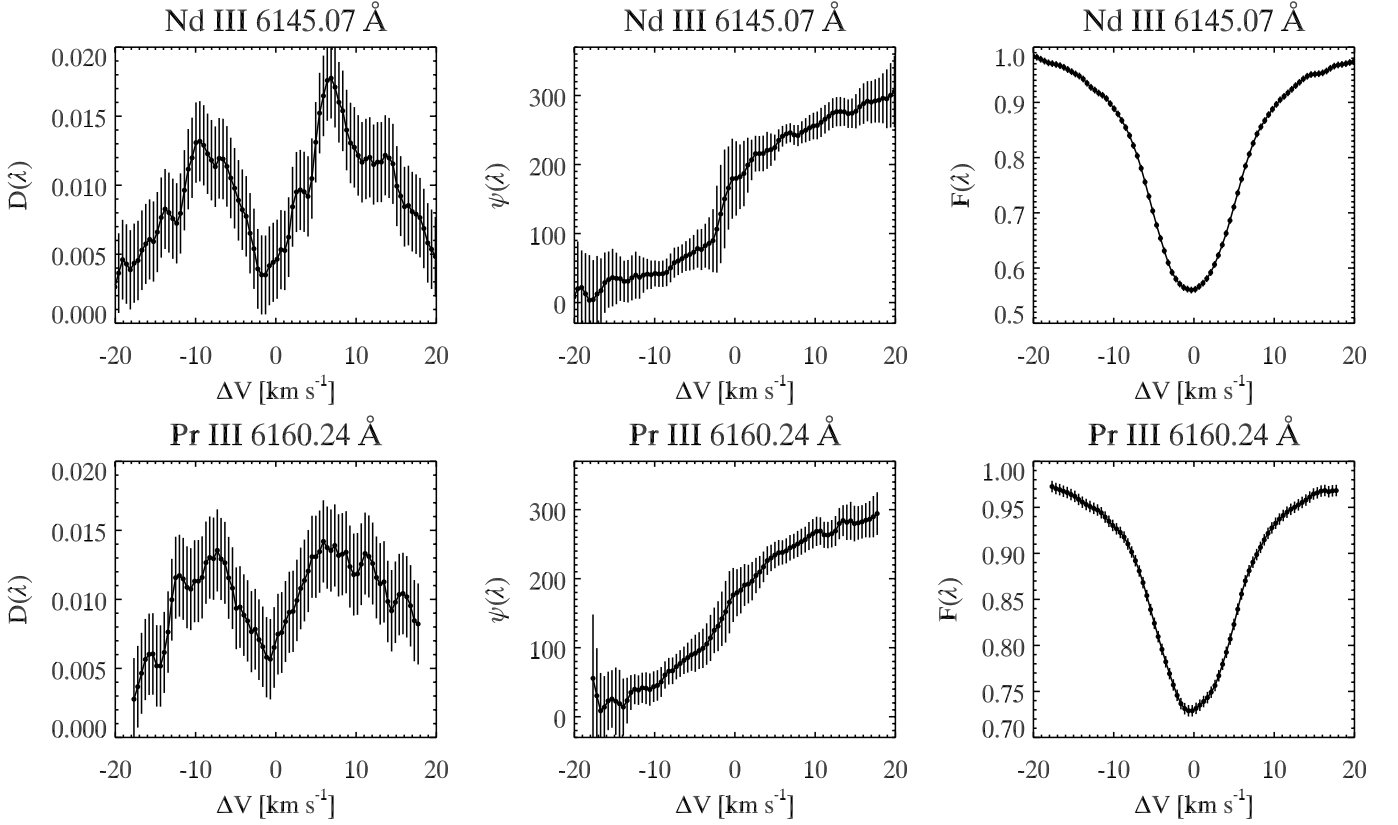 Nd III 6145.07 Å
Nd III 6145.07 Å
Nd III 6145.07 Å
0.020
0.015
0.010
0.005
0.000
D(λ)
-20 -10 0 10 20
ΔV [km s⁻¹]
300
200
100
0
ψ(λ)
-20 -10 0 10 20
ΔV [km s⁻¹]
1.0
0.9
0.8
0.7
0.6
0.5
F(λ)
-20 -10 0 10 20
ΔV [km s⁻¹]
Pr III 6160.24 Å
Pr III 6160.24 Å
Pr III 6160.24 Å
0.020
0.015
0.010
0.005
0.000
D(λ)
-20 -10 0 10 20
ΔV [km s⁻¹]
300
200
100
0
ψ(λ)
-20 -10 0 10 20
ΔV [km s⁻¹]
1.00
0.95
0.90
0.85
0.80
0.75
0.70
F(λ)
-20 -10 0 10 20
ΔV [km s⁻¹]